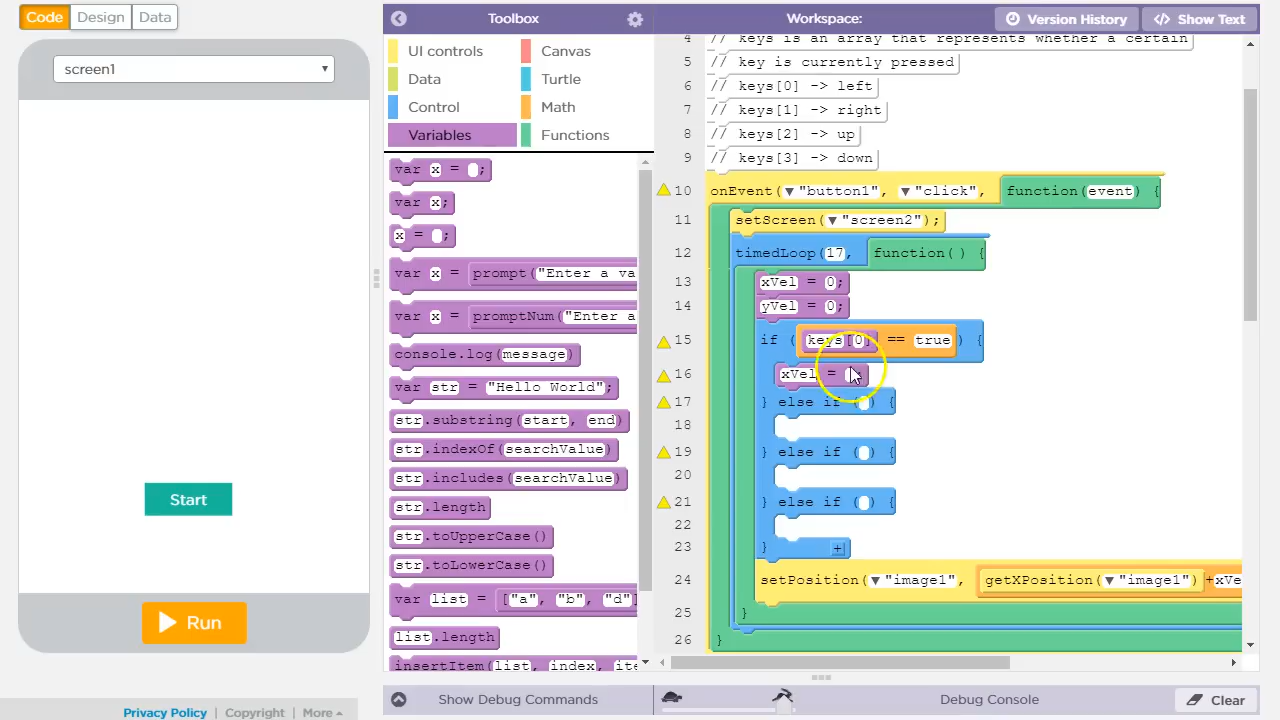 Code Design Data
screen1
Start
Run
Privacy Policy | Copyright | More
Toolbox
UI controls Canvas
Data Turtle
Control Math
Variables Functions
var x = ;
var x;
x = ;
var x = prompt("Enter a va
var x = promptNum("Enter a
console.log(message)
var str = "Hello World";
str.substring(start, end)
str.indexOf(searchValue)
str.includes(searchValue)
str.length
str.toUpperCase()
str.toLowerCase()
var list = ["a", "b", "d"]
list.length
insertItem(list, index, ite
Show Debug Commands
Workspace: Version History </> Show Text
4 // keys is an array that represents whether a certain
5 // key is currently pressed
6 // keys[0] -> left
7 // keys[1] -> right
8 // keys[2] -> up
9 // keys[3] -> down
10 onEvent("button1", "click", function(event) {
11 setScreen("screen2");
12 timedLoop(17, function() {
13 xVel = 0;
14 yVel = 0;
15 if (keys[0] == true) {
16 xVel = ;
17 } else if () {
18
19 } else if () {
20
21 } else if () {
22
23 }
24 setPosition("image1", getXPosition("image1")+xVe
25 }
26 }
Debug Console Clear